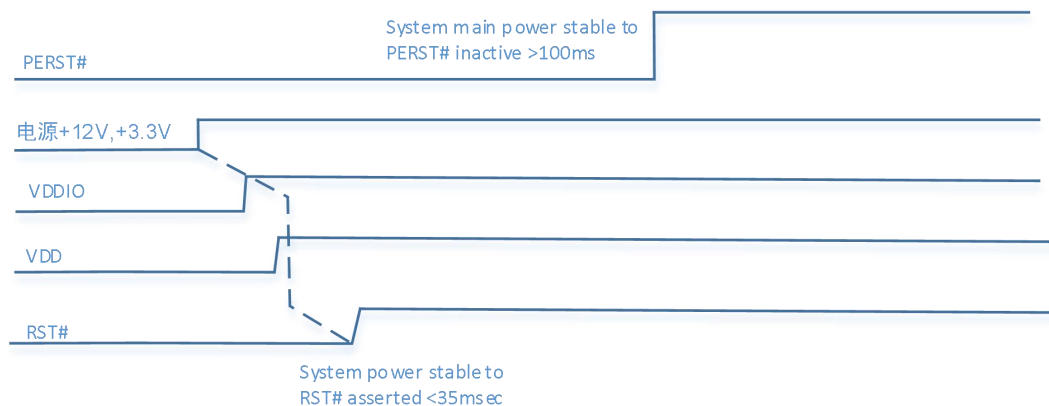 System main power stable to
PERST# inactive >100ms
PERST#
电源+12V,+3.3V
VDDIO
VDD
RST#
System power stable to
RST# asserted <35msec